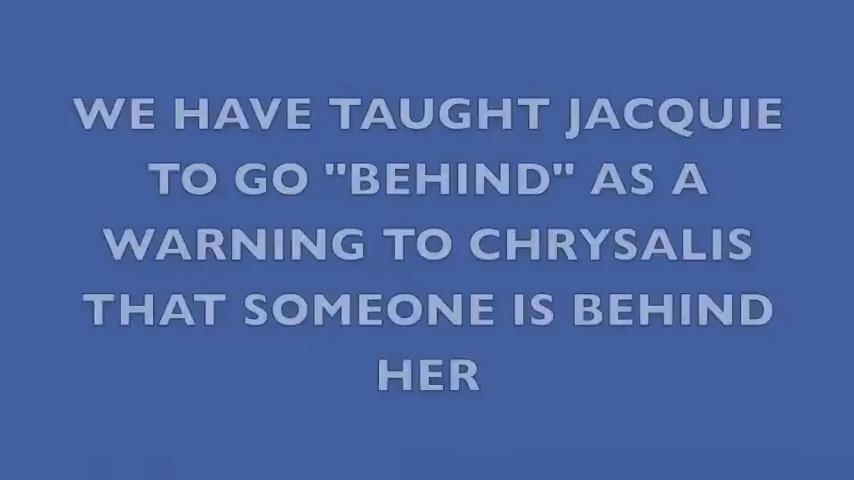 WE HAVE TAUGHT JACQUIE
TO GO "BEHIND" AS A
WARNING TO CHRYSALIS
THAT SOMEONE IS BEHIND
HER